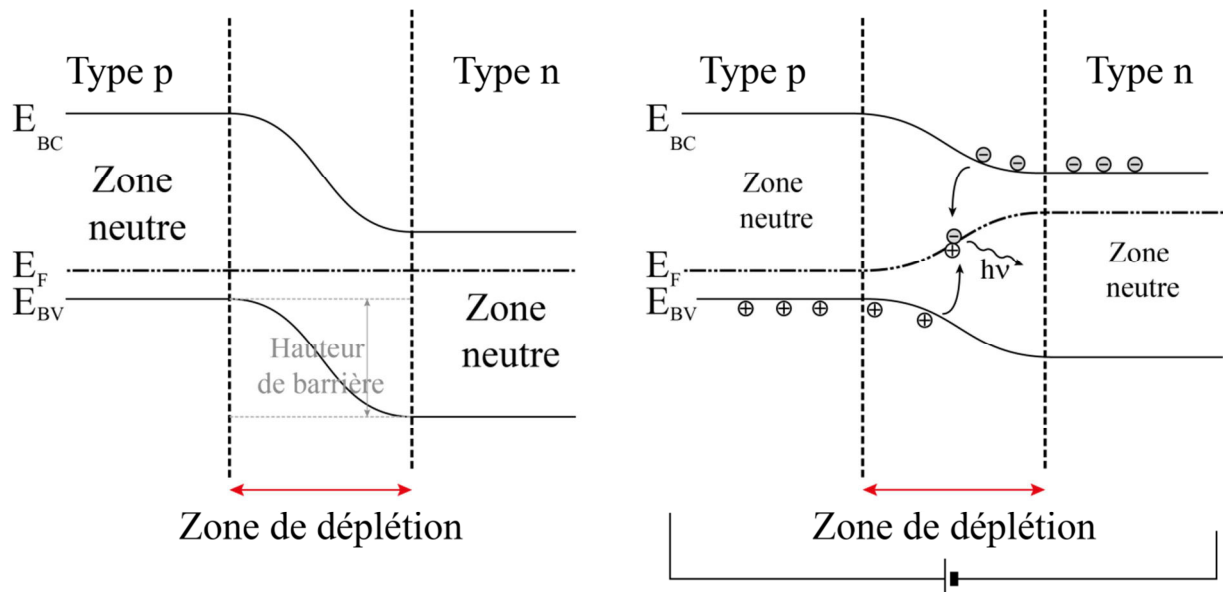 Type p
Type n
E_BC
Zone
neutre
E_F
E_BV
Zone
neutre
Hauteur
de barrière
Zone de déplétion
Type p
Type n
E_BC
−
−
−
−
−
Zone
neutre
−
+
hν
E_F
Zone
neutre
E_BV
+
+
+
+
+
Zone de déplétion